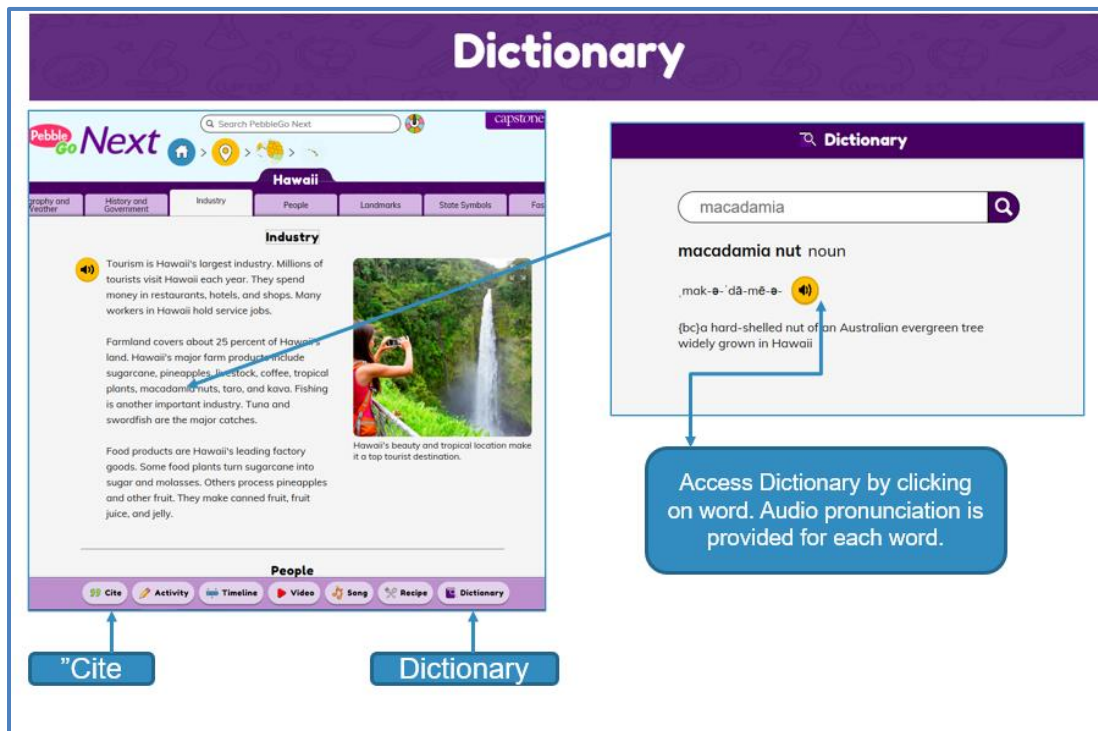 Dictionary
Pebble
Go
Next
Search PebbleGo Next
capstone
Hawaii
graphy and
Weather
History and
Government
Industry
People
Landmarks
State Symbols
Fas
Industry
Tourism is Hawaii's largest industry. Millions of
tourists visit Hawaii each year. They spend
money in restaurants, hotels, and shops. Many
workers in Hawaii hold service jobs.
Farmland covers about 25 percent of Hawaii's
land. Hawaii's major farm products include
sugarcane, pineapples, livestock, coffee, tropical
plants, macadamia nuts, taro, and kava. Fishing
is another important industry. Tuna and
swordfish are the major catches.
Food products are Hawaii's leading factory
goods. Some food plants turn sugarcane into
sugar and molasses. Others process pineapples
and other fruit. They make canned fruit, fruit
juice, and jelly.
Hawaii's beauty and tropical location make
it a top tourist destination.
People
Cite
Activity
Timeline
Video
Song
Recipe
Dictionary
”Cite
Dictionary
Dictionary
macadamia
macadamia nut noun
ˌmak-ə-ˈdā-mē-ə-
{bc}a hard-shelled nut of an Australian evergreen tree
widely grown in Hawaii
Access Dictionary by clicking
on word. Audio pronunciation is
provided for each word.